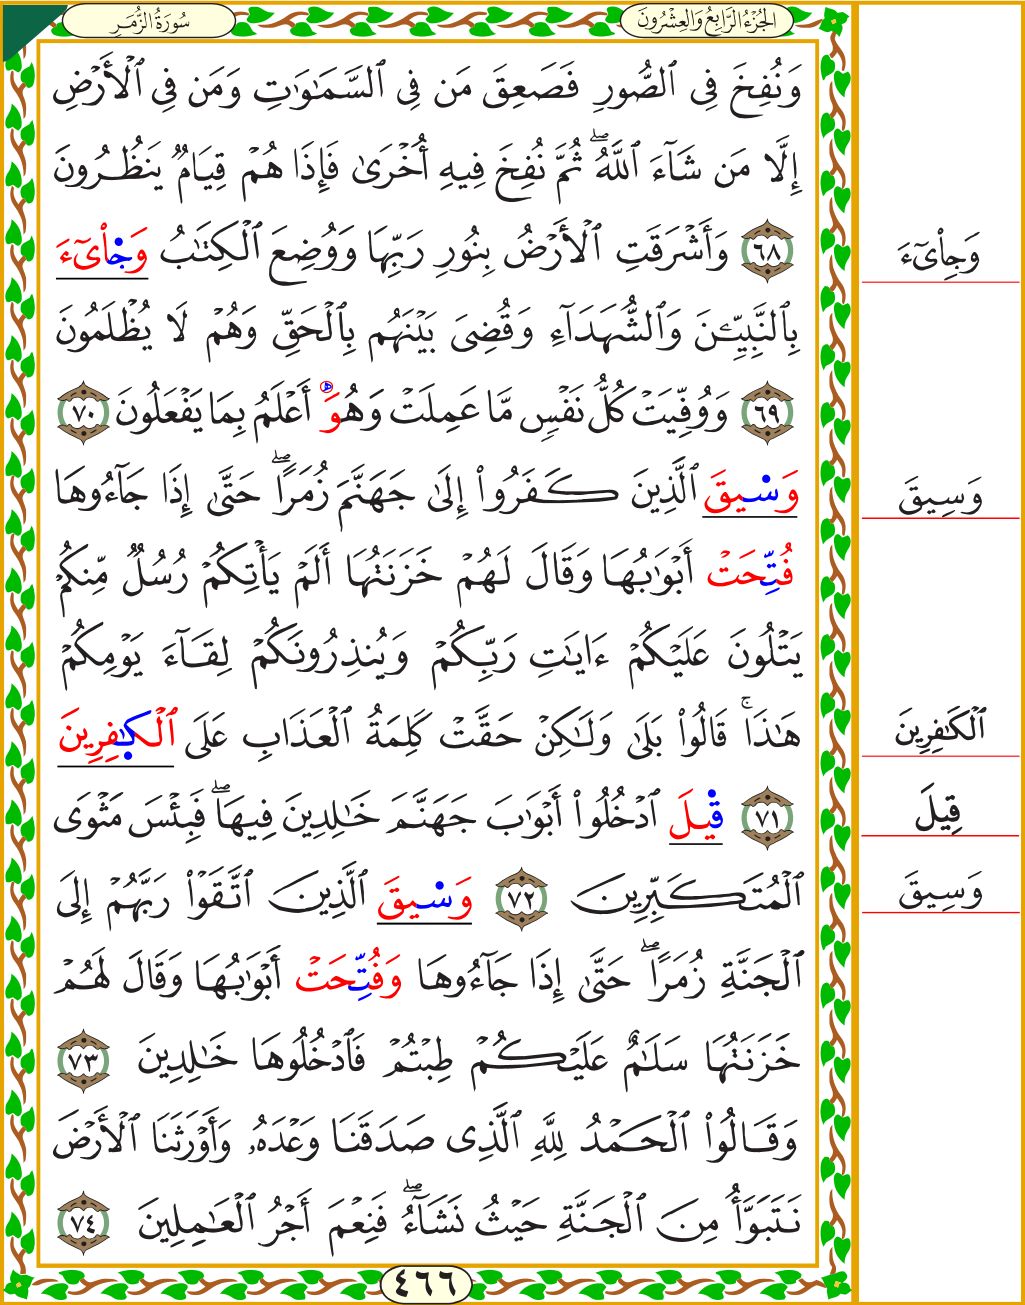 الجُزْءُ الرَّابِعُ وَالعِشْرُونَ
سُورَةُ الزُّمَرِ
وَنُفِخَ فِى ٱلصُّورِ فَصَعِقَ مَن فِى ٱلسَّمَٰوَٰتِ وَمَن فِى ٱلْأَرْضِ
إِلَّا مَن شَآءَ ٱللَّهُ ۖ ثُمَّ نُفِخَ فِيهِ أُخْرَىٰ فَإِذَا هُمْ قِيَامٌ يَنظُرُونَ
٦٨ وَأَشْرَقَتِ ٱلْأَرْضُ بِنُورِ رَبِّهَا وَوُضِعَ ٱلْكِتَٰبُ وَجِا۟ىٓءَ
بِٱلنَّبِيِّـۧنَ وَٱلشُّهَدَآءِ وَقُضِىَ بَيْنَهُم بِٱلْحَقِّ وَهُمْ لَا يُظْلَمُونَ
٦٩ وَوُفِّيَتْ كُلُّ نَفْسٍ مَّا عَمِلَتْ وَهُوَ أَعْلَمُ بِمَا يَفْعَلُونَ ٧٠
وَسِيقَ ٱلَّذِينَ كَفَرُوا۟ إِلَىٰ جَهَنَّمَ زُمَرًا ۖ حَتَّىٰ إِذَا جَآءُوهَا
فُتِّحَتْ أَبْوَٰبُهَا وَقَالَ لَهُمْ خَزَنَتُهَا أَلَمْ يَأْتِكُمْ رُسُلٌ مِّنكُمْ
يَتْلُونَ عَلَيْكُمْ ءَايَٰتِ رَبِّكُمْ وَيُنذِرُونَكُمْ لِقَآءَ يَوْمِكُمْ
هَٰذَا ۚ قَالُوا۟ بَلَىٰ وَلَٰكِنْ حَقَّتْ كَلِمَةُ ٱلْعَذَابِ عَلَى ٱلْكَٰفِرِينَ
٧١ قِيلَ ٱدْخُلُوٓا۟ أَبْوَٰبَ جَهَنَّمَ خَٰلِدِينَ فِيهَا ۖ فَبِئْسَ مَثْوَى
ٱلْمُتَكَبِّرِينَ ٧٢ وَسِيقَ ٱلَّذِينَ ٱتَّقَوْا۟ رَبَّهُمْ إِلَى
ٱلْجَنَّةِ زُمَرًا ۖ حَتَّىٰ إِذَا جَآءُوهَا وَفُتِّحَتْ أَبْوَٰبُهَا وَقَالَ لَهُمْ
خَزَنَتُهَا سَلَٰمٌ عَلَيْكُمْ طِبْتُمْ فَٱدْخُلُوهَا خَٰلِدِينَ ٧٣
وَقَالُوا۟ ٱلْحَمْدُ لِلَّهِ ٱلَّذِى صَدَقَنَا وَعْدَهُۥ وَأَوْرَثَنَا ٱلْأَرْضَ
نَتَبَوَّأُ مِنَ ٱلْجَنَّةِ حَيْثُ نَشَآءُ ۖ فَنِعْمَ أَجْرُ ٱلْعَٰمِلِينَ ٧٤
٤٦٦
وَجِا۟ىٓءَ
وَسِيقَ
ٱلْكَٰفِرِينَ
قِيلَ
وَسِيقَ